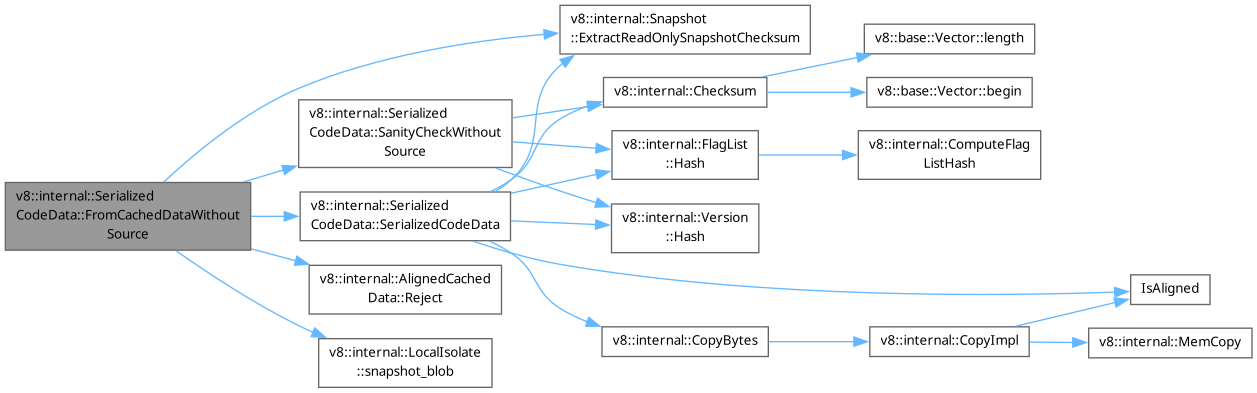 v8::internal::Snapshot
::ExtractReadOnlySnapshotChecksum
v8::base::Vector::length
v8::internal::Checksum
v8::base::Vector::begin
v8::internal::Serialized
CodeData::SanityCheckWithout
Source
v8::internal::FlagList
::Hash
v8::internal::ComputeFlag
ListHash
v8::internal::Serialized
CodeData::FromCachedDataWithout
Source
v8::internal::Serialized
CodeData::SerializedCodeData
v8::internal::Version
::Hash
v8::internal::AlignedCached
Data::Reject
IsAligned
v8::internal::LocalIsolate
::snapshot_blob
v8::internal::CopyBytes
v8::internal::CopyImpl
v8::internal::MemCopy